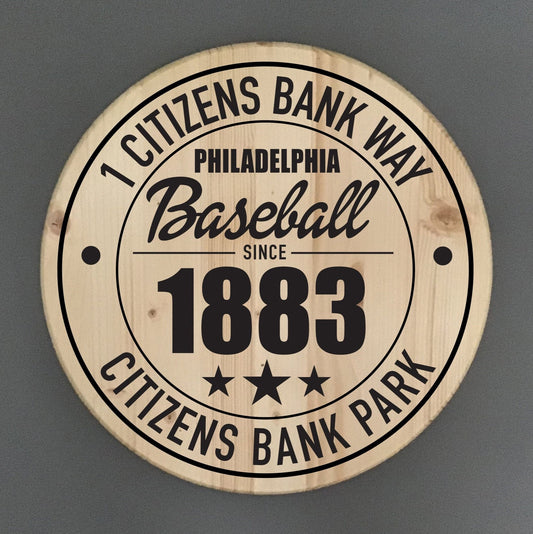 1 CITIZENS BANK WAY
PHILADELPHIA
Baseball
SINCE
1883
CITIZENS BANK PARK